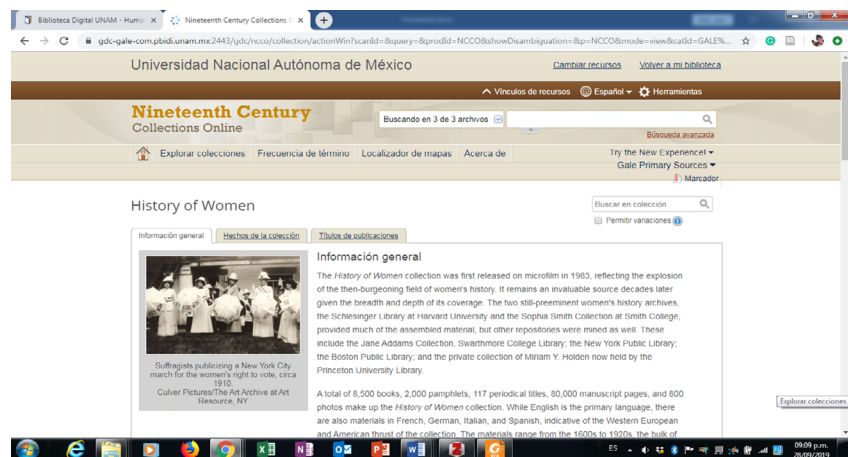 Biblioteca Digital UNAM - Human
Nineteenth Century Collections
gdc-gale-com.pbidi.unam.mx:2443/gdc/ncco/collection/actionWin?scanId=&query=&prodId=NCCO&showDisambiguation=&p=NCCO&mode=view&catId=GALE%...
Universidad Nacional Autónoma de México
Cambiar recursos Volver a mi biblioteca
Vínculos de recursos Español Herramientas
Nineteenth Century
Collections Online
Buscando en 3 de 3 archivos
Búsqueda avanzada
Explorar colecciones Frecuencia de término Localizador de mapas Acerca de Try the New Experience!
Gale Primary Sources
Marcador
History of Women
Buscar en colección
Permitir variaciones
Información general Hechos de la colección Títulos de publicaciones
Suffragists publicizing a New York City
march for the women's right to vote, circa
1910.
Culver Pictures/The Art Archive at Art
Resource, NY
Información general
The History of Women collection was first released on microfilm in 1983, reflecting the explosion
of the then-burgeoning field of women's history. It remains an invaluable source decades later
given the breadth and depth of its coverage. The two still-preeminent women's history archives,
the Schlesinger Library at Harvard University and the Sophia Smith Collection at Smith College,
provided much of the assembled material, but other repositories were mined as well. These
include the Jane Addams Collection, Swarthmore College Library; the New York Public Library;
the Boston Public Library; and the private collection of Miriam Y. Holden now held by the
Princeton University Library.
A total of 8,500 books, 2,000 pamphlets, 117 periodical titles, 80,000 manuscript pages, and 800
photos make up the History of Women collection. While English is the primary language, there
are also materials in French, German, Italian, and Spanish, indicative of the Western European
and American thrust of the collection. The materials range from the 1600s to 1920s, the bulk of
Explorar colecciones
ES
09:09 p.m.
28/09/2019